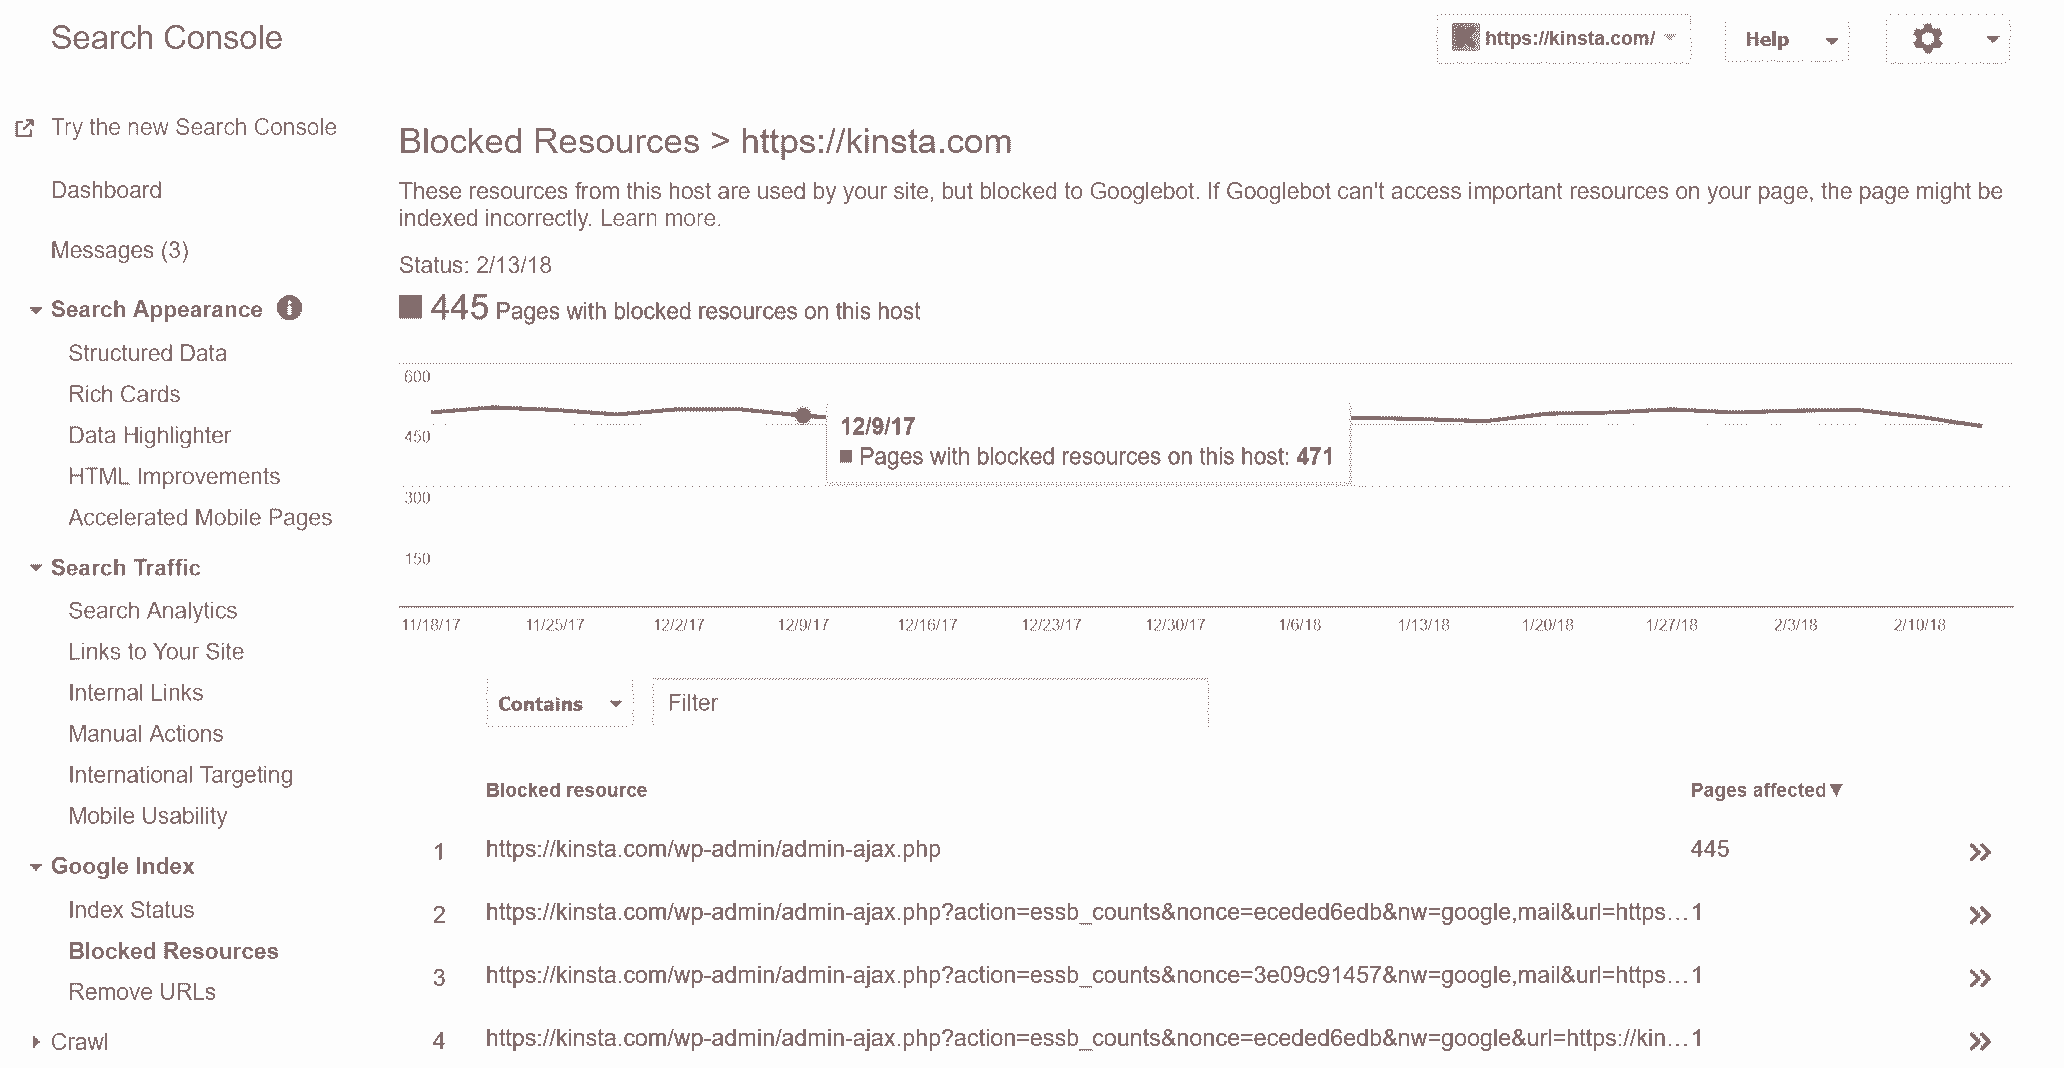 Search Console
https://kinsta.com/
Help
Try the new Search Console
Dashboard
Messages (3)
Search Appearance
Structured Data
Rich Cards
Data Highlighter
HTML Improvements
Accelerated Mobile Pages
Search Traffic
Search Analytics
Links to Your Site
Internal Links
Manual Actions
International Targeting
Mobile Usability
Google Index
Index Status
Blocked Resources
Remove URLs
Crawl
Blocked Resources > https://kinsta.com
These resources from this host are used by your site, but blocked to Googlebot. If Googlebot can't access important resources on your page, the page might be
indexed incorrectly. Learn more.
Status: 2/13/18
445 Pages with blocked resources on this host
600
450
300
150
12/9/17
Pages with blocked resources on this host: 471
11/18/17 11/25/17 12/2/17 12/9/17 12/16/17 12/23/17 12/30/17 1/6/18 1/13/18 1/20/18 1/27/18 2/3/18 2/10/18
Contains Filter
Blocked resource Pages affected▼
1 https://kinsta.com/wp-admin/admin-ajax.php 445
2 https://kinsta.com/wp-admin/admin-ajax.php?action=essb_counts&nonce=eceded6edb&nw=google,mail&url=https... 1
3 https://kinsta.com/wp-admin/admin-ajax.php?action=essb_counts&nonce=3e09c91457&nw=google,mail&url=https... 1
4 https://kinsta.com/wp-admin/admin-ajax.php?action=essb_counts&nonce=eceded6edb&nw=google&url=https://kin... 1